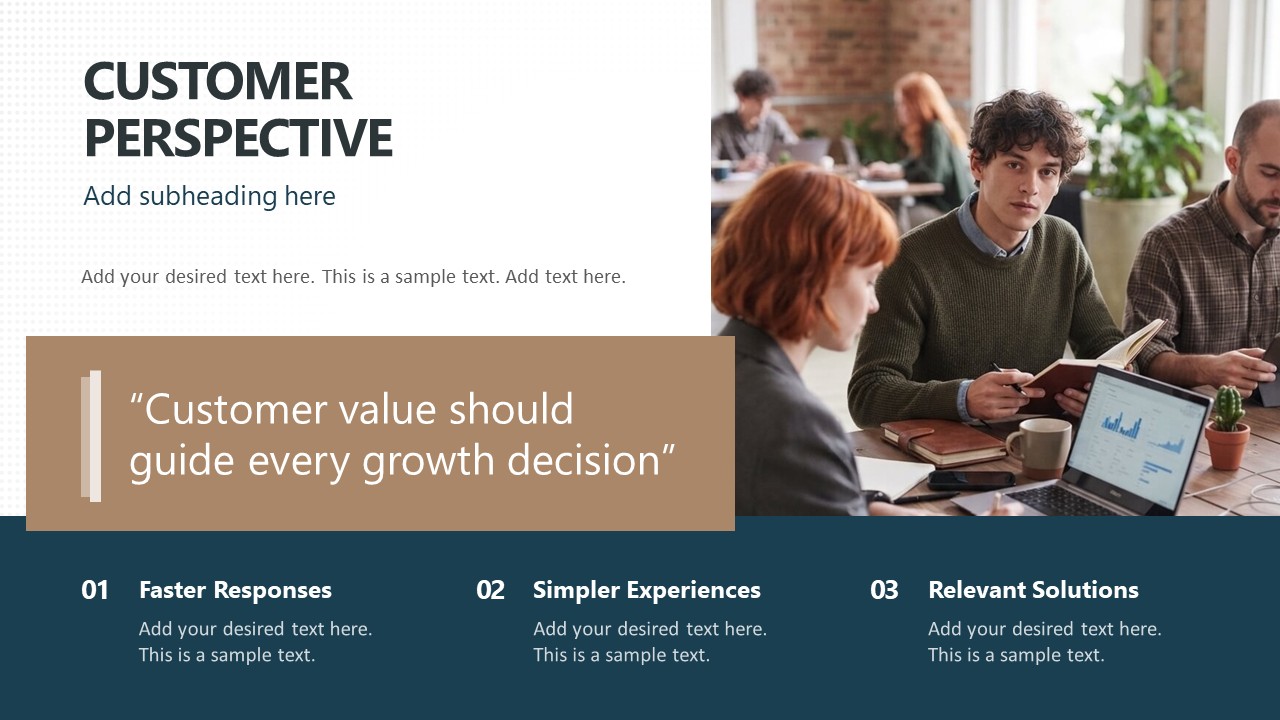 CUSTOMER
PERSPECTIVE
Add subheading here
Add your desired text here. This is a sample text. Add text here.
“Customer value should
guide every growth decision”
01 Faster Responses
Add your desired text here.
This is a sample text.
02 Simpler Experiences
Add your desired text here.
This is a sample text.
03 Relevant Solutions
Add your desired text here.
This is a sample text.